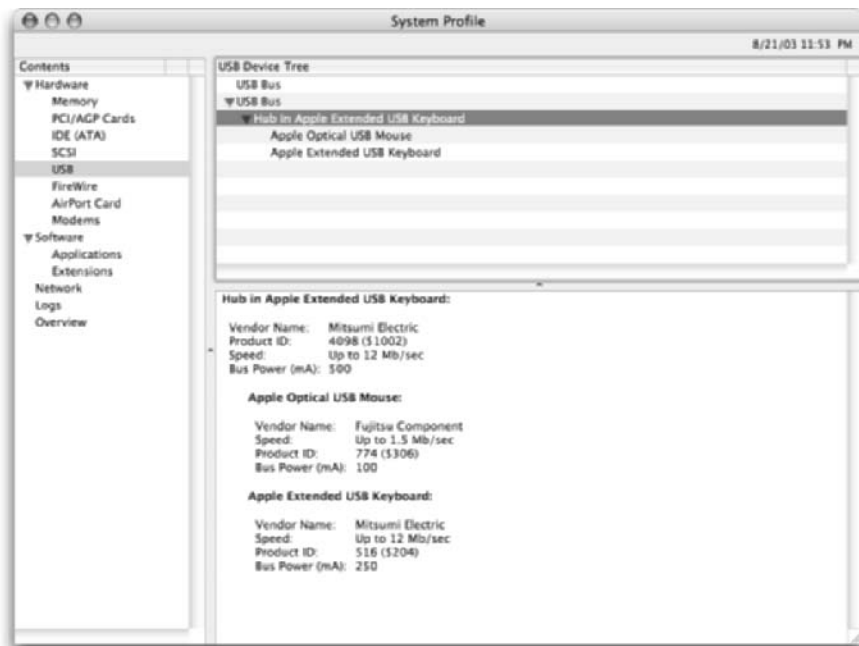 System Profile
8/21/03 11:53 PM
Contents
Hardware
Memory
PCI/AGP Cards
IDE (ATA)
SCSI
USB
FireWire
AirPort Card
Modems
Software
Applications
Extensions
Network
Logs
Overview
USB Device Tree
USB Bus
USB Bus
Hub in Apple Extended USB Keyboard
Apple Optical USB Mouse
Apple Extended USB Keyboard
Hub in Apple Extended USB Keyboard:
Vendor Name: Mitsumi Electric
Product ID: 4098 ($1002)
Speed: Up to 12 Mb/sec
Bus Power (mA): 500
Apple Optical USB Mouse:
Vendor Name: Fujitsu Component
Speed: Up to 1.5 Mb/sec
Product ID: 774 ($306)
Bus Power (mA): 100
Apple Extended USB Keyboard:
Vendor Name: Mitsumi Electric
Speed: Up to 12 Mb/sec
Product ID: 516 ($204)
Bus Power (mA): 250